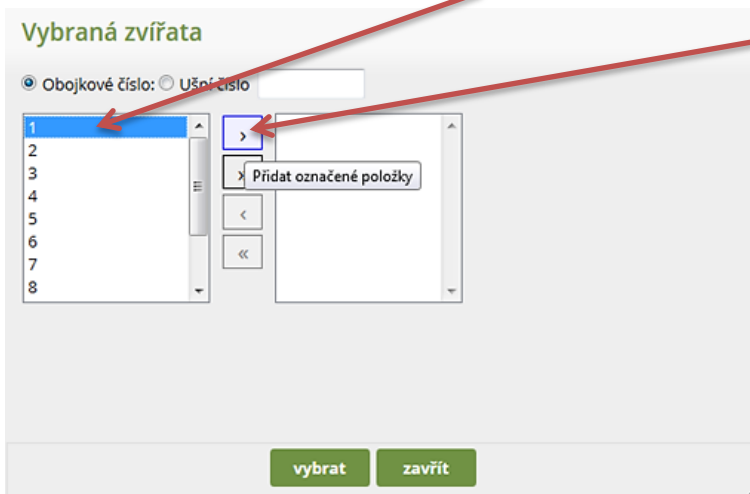 Vybraná zvířata
Obojkové číslo: Ušní číslo
1
2
3
4
5
6
7
8
›
Přidat označené položky
‹
«
vybrat zavřít